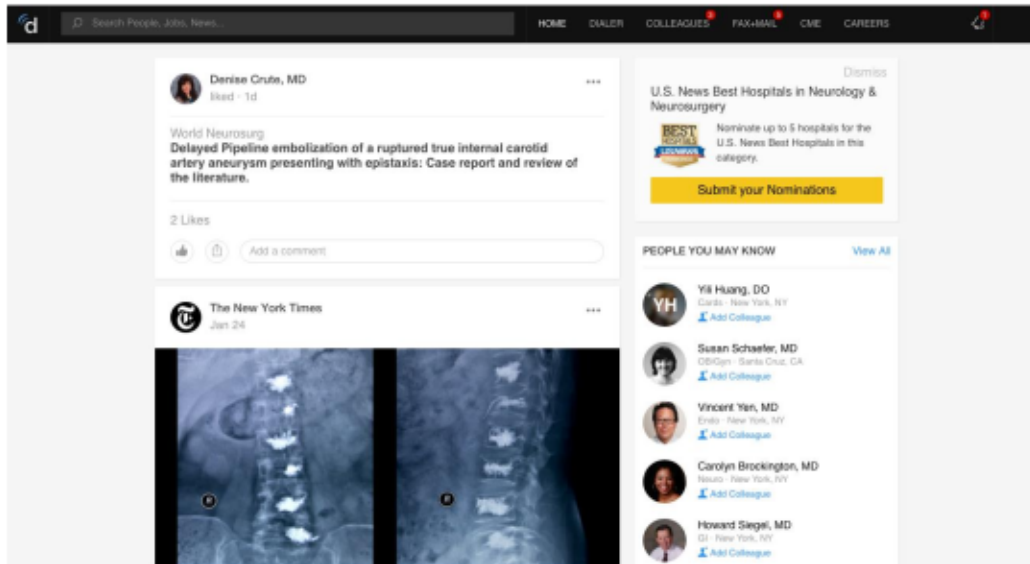 d
Search People, Jobs, News...
HOME DIALER COLLEAGUES FAX+MAIL CME CAREERS
Denise Crute, MD
liked · 1d
World Neurosurg
Delayed Pipeline embolization of a ruptured true internal carotid
artery aneurysm presenting with epistaxis: Case report and review of
the literature.
2 Likes
Add a comment
The New York Times
Jan 24
Dismiss
U.S. News Best Hospitals in Neurology &
Neurosurgery
BEST
HOSPITALS
U.S.NEWS
Nominate up to 5 hospitals for the
U.S. News Best Hospitals in this
category.
Submit your Nominations
PEOPLE YOU MAY KNOW View All
YH
Yili Huang, DO
Cards · New York, NY
Add Colleague
Susan Schaefer, MD
OB/Gyn · Santa Cruz, CA
Add Colleague
Vincent Yen, MD
Endo · New York, NY
Add Colleague
Carolyn Brockington, MD
Neuro · New York, NY
Add Colleague
Howard Siegel, MD
GI · New York, NY
Add Colleague